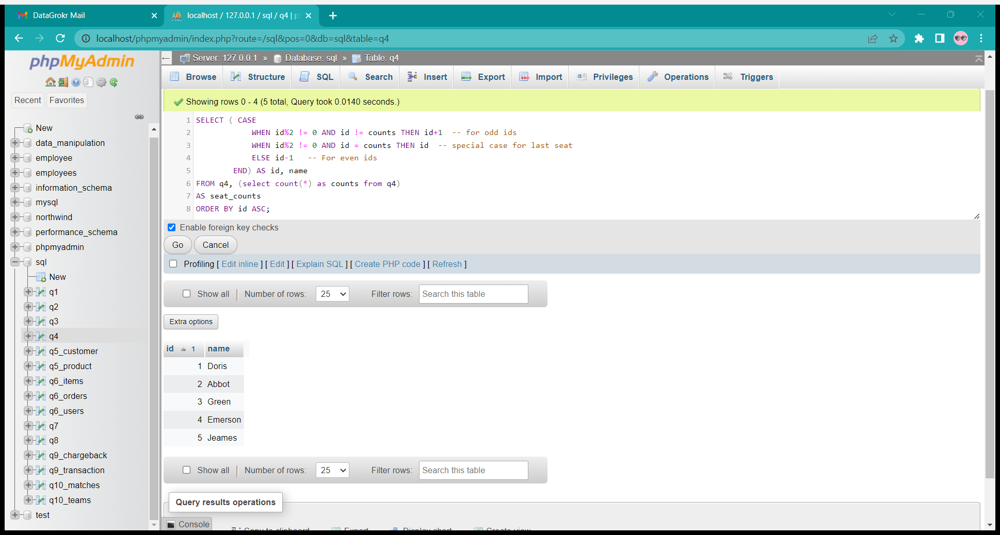 DataGrokr Mail
localhost / 127.0.0.1 / sql / q4 | p
localhost/phpmyadmin/index.php?route=/sql&pos=0&db=sql&table=q4
phpMyAdmin
Recent Favorites
New
data_manipulation
employee
employees
information_schema
mysql
northwind
performance_schema
phpmyadmin
sql
New
q1
q2
q3
q4
q5_customer
q5_product
q6_items
q6_orders
q6_users
q7
q8
q9_chargeback
q9_transaction
q10_matches
q10_teams
test
Server: 127.0.0.1 » Database: sql » Table: q4
Browse Structure SQL Search Insert Export Import Privileges Operations Triggers
Showing rows 0 - 4 (5 total, Query took 0.0140 seconds.)
1 SELECT ( CASE
2 WHEN id%2 != 0 AND id != counts THEN id+1 -- for odd ids
3 WHEN id%2 != 0 AND id = counts THEN id -- special case for last seat
4 ELSE id-1 -- For even ids
5 END) AS id, name
6 FROM q4, (select count(*) as counts from q4)
7 AS seat_counts
8 ORDER BY id ASC;
Enable foreign key checks
Go Cancel
Profiling [ Edit inline ] [ Edit ] [ Explain SQL ] [ Create PHP code ] [ Refresh ]
Show all | Number of rows: 25 Filter rows: Search this table
Extra options
id 1 name
1 Doris
2 Abbot
3 Green
4 Emerson
5 Jeames
Show all | Number of rows: 25 Filter rows: Search this table
Query results operations
Console
Copy to clipboard Export Display chart Create view